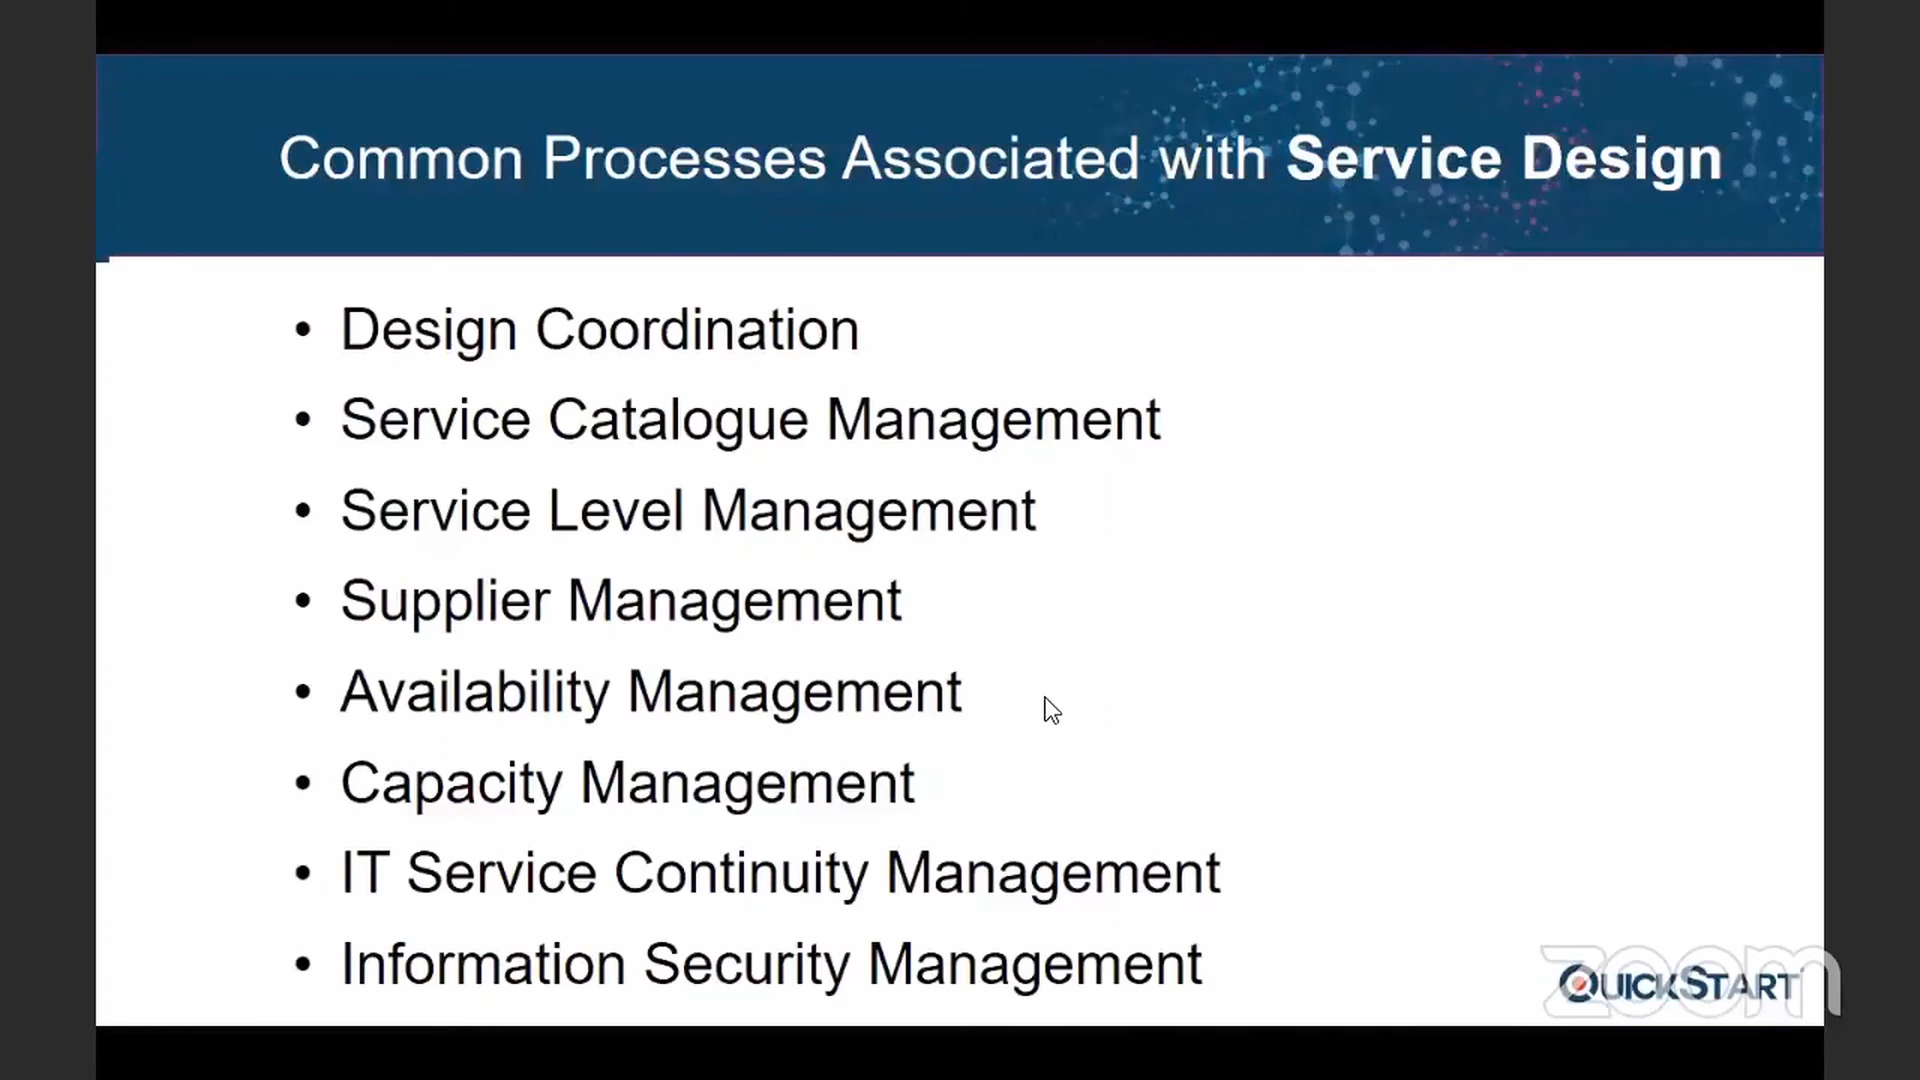 Common Processes Associated with Service Design
• Design Coordination
• Service Catalogue Management
• Service Level Management
• Supplier Management
• Availability Management
• Capacity Management
• IT Service Continuity Management
• Information Security Management
zoom
QUICKSTART